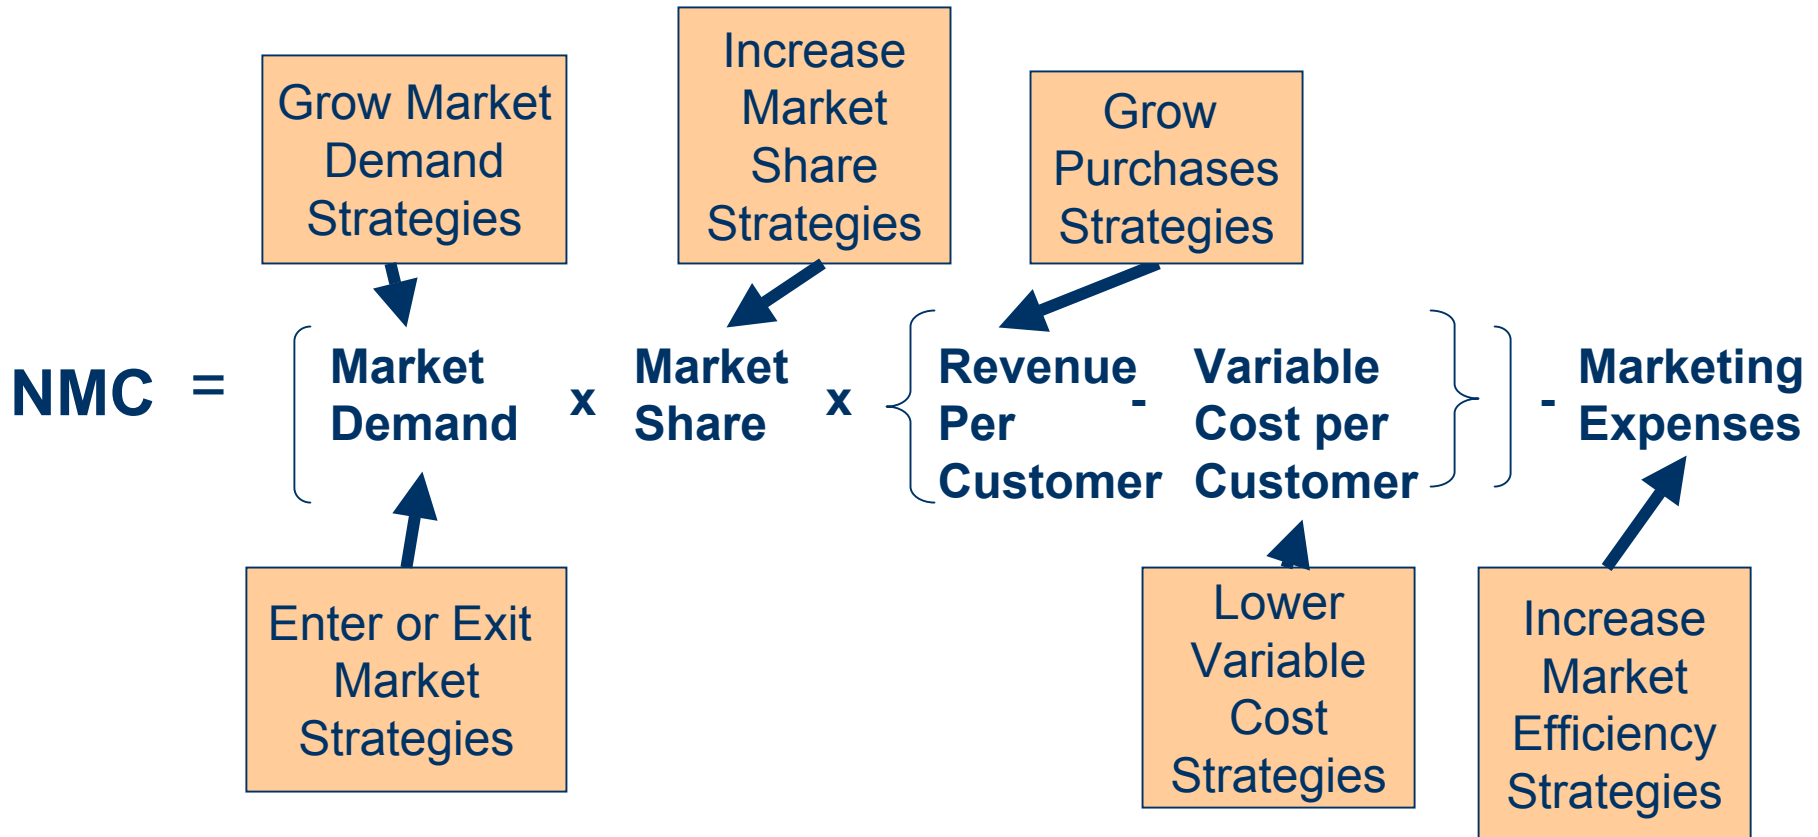 Grow Market
Demand
Strategies
Increase
Market
Share
Strategies
Grow
Purchases
Strategies
NMC =
Market
Demand
x
Market
Share
x
Revenue
Per
Customer
-
Variable
Cost per
Customer
-
Marketing
Expenses
Enter or Exit
Market
Strategies
Lower
Variable
Cost
Strategies
Increase
Market
Efficiency
Strategies